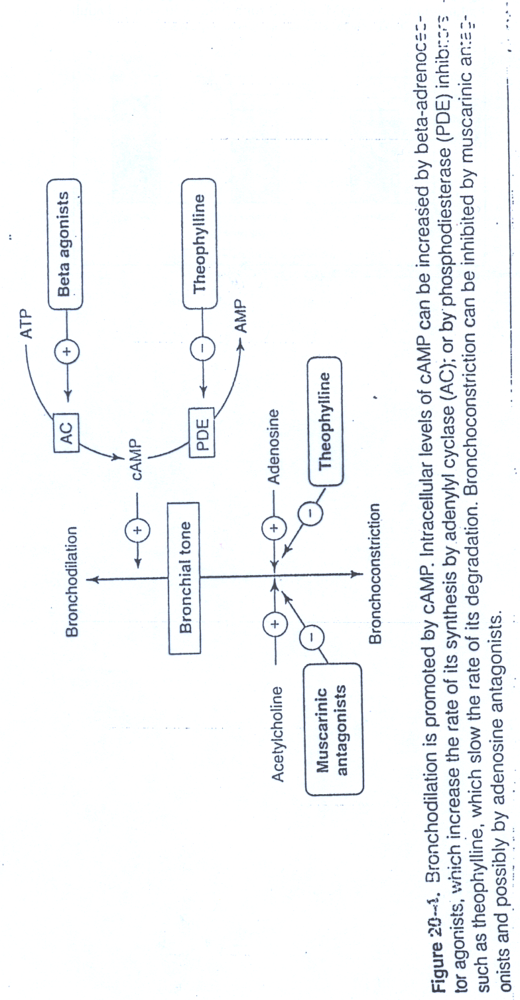 ATP
Beta agonists
+
AC
Bronchodilation
+
cAMP
Bronchial tone
PDE
−
Theophylline
AMP
Acetylcholine
+
+
Adenosine
Muscarinic
antagonists
−
−
Theophylline
Bronchoconstriction
Figure 20–4. Bronchodilation is promoted by cAMP. Intracellular levels of cAMP can be increased by beta-adrenocep-
tor agonists, which increase the rate of its synthesis by adenylyl cyclase (AC); or by phosphodiesterase (PDE) inhibitors
such as theophylline, which slow the rate of its degradation. Bronchoconstriction can be inhibited by muscarinic antag-
onists and possibly by adenosine antagonists.